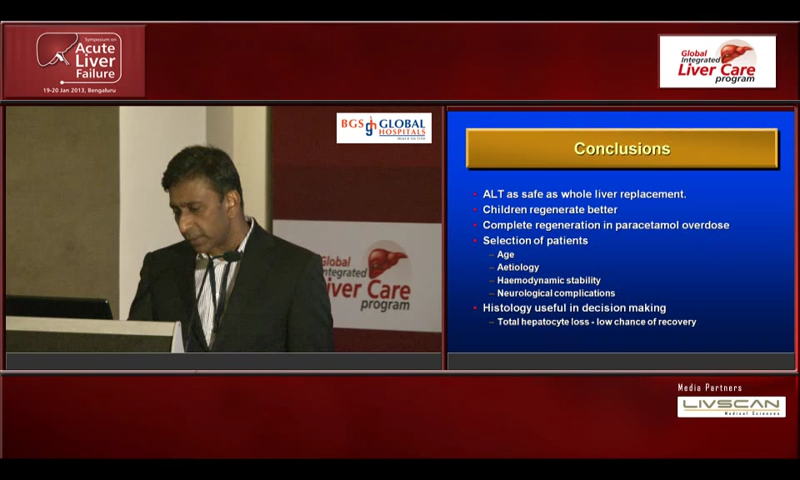 Symposium on
Acute
Liver
Failure
19-20 Jan 2013, Bengaluru
Global
Integrated
Liver Care
program
BGS GLOBAL
HOSPITALS
Global
Integrated
iver Care
program
Conclusions
ALT as safe as whole liver replacement.
Children regenerate better
Complete regeneration in paracetamol overdose
Selection of patients
– Age
– Aetiology
– Haemodynamic stability
– Neurological complications
Histology useful in decision making
– Total hepatocyte loss - low chance of recovery
Media Partners
LIVSCAN
Medical Sciences